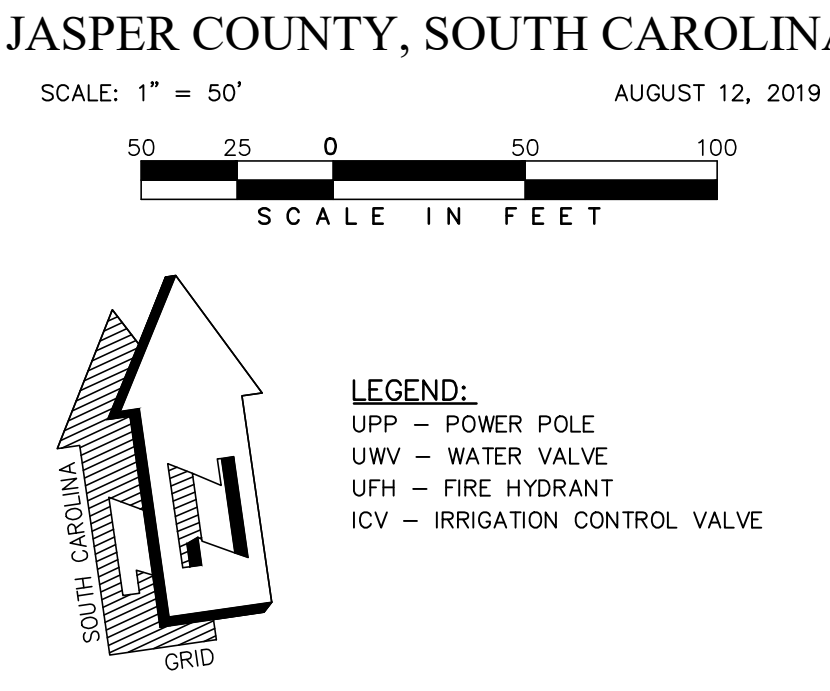 JASPER COUNTY, SOUTH CAROLINA
SCALE: 1" = 50'
AUGUST 12, 2019
50 25 0 50 100
SCALE IN FEET
LEGEND:
UPP – POWER POLE
UWV – WATER VALVE
UFH – FIRE HYDRANT
ICV – IRRIGATION CONTROL VALVE
N
SOUTH CAROLINA
GRID